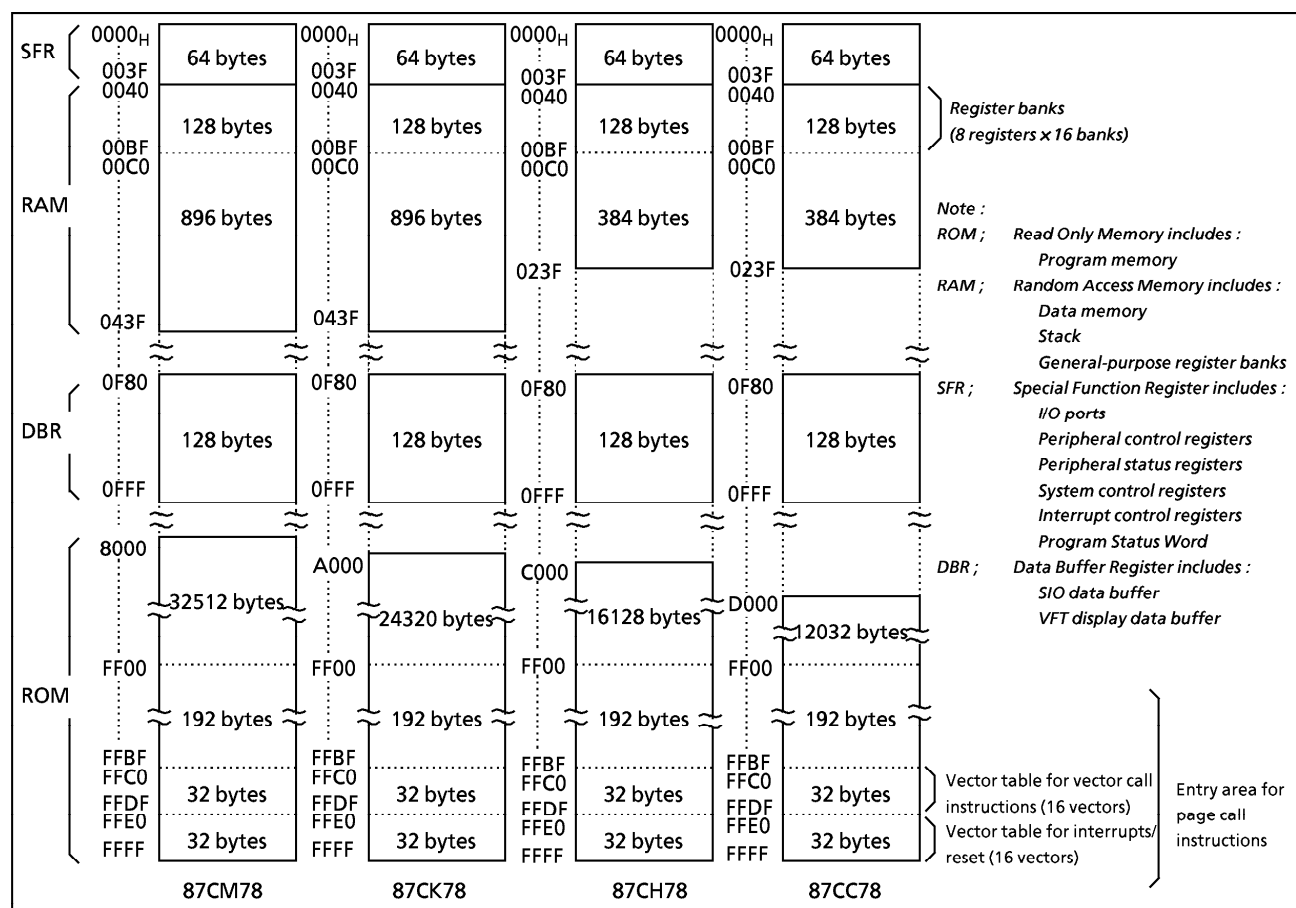 SFR
RAM
DBR
ROM
0000H
003F
0040
00BF
00C0
043F
0F80
0FFF
8000
FF00
FFBF
FFC0
FFDF
FFE0
FFFF
64 bytes
128 bytes
896 bytes
128 bytes
32512 bytes
192 bytes
32 bytes
32 bytes
87CM78
0000H
003F
0040
00BF
00C0
043F
0F80
0FFF
A000
FF00
FFBF
FFC0
FFDF
FFE0
FFFF
64 bytes
128 bytes
896 bytes
128 bytes
24320 bytes
192 bytes
32 bytes
32 bytes
87CK78
0000H
003F
0040
00BF
00C0
023F
0F80
0FFF
C000
FF00
FFBF
FFC0
FFDF
FFE0
FFFF
64 bytes
128 bytes
384 bytes
128 bytes
16128 bytes
192 bytes
32 bytes
32 bytes
87CH78
0000H
003F
0040
00BF
00C0
023F
0F80
0FFF
D000
FF00
FFBF
FFC0
FFDF
FFE0
FFFF
64 bytes
128 bytes
384 bytes
128 bytes
12032 bytes
192 bytes
32 bytes
32 bytes
87CC78
Register banks
(8 registers × 16 banks)
Note :
ROM ; Read Only Memory includes :
Program memory
RAM ; Random Access Memory includes :
Data memory
Stack
General-purpose register banks
SFR ; Special Function Register includes :
I/O ports
Peripheral control registers
Peripheral status registers
System control registers
Interrupt control registers
Program Status Word
DBR ; Data Buffer Register includes :
SIO data buffer
VFT display data buffer
Vector table for vector call
instructions (16 vectors)
Vector table for interrupts/
reset (16 vectors)
Entry area for
page call
instructions